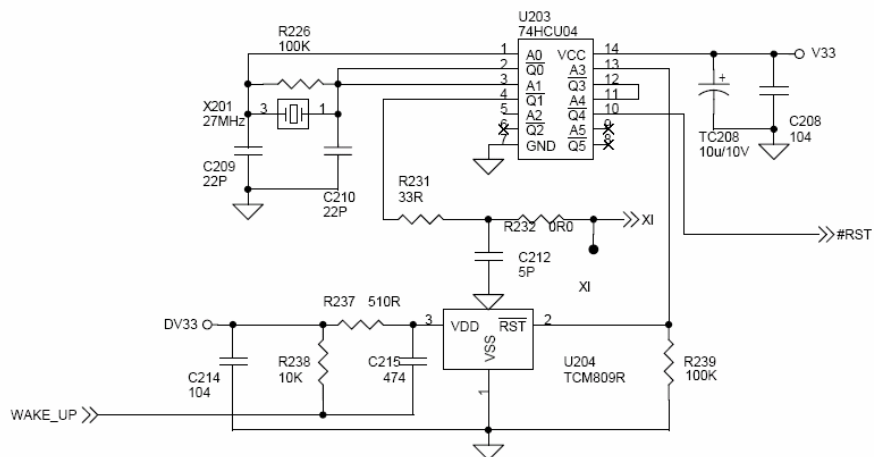 U203
74HCU04
R226
100K
1 A0 VCC 14
2 Q0 A3 13
3 A1 Q3 12
4 Q1 A4 11
5 A2 Q4 10
6 Q2 A5 9
7 GND Q5 8
V33
X201
27MHz
3 1
C209
22P
C210
22P
TC208
10u/10V
+
C208
104
R231
33R
R232 0R0
XI
#RST
C212
5P
XI
R237 510R
DV33
3 VDD RST 2
VSS
1
U204
TCM809R
C214
104
R238
10K
C215
474
R239
100K
WAKE_UP